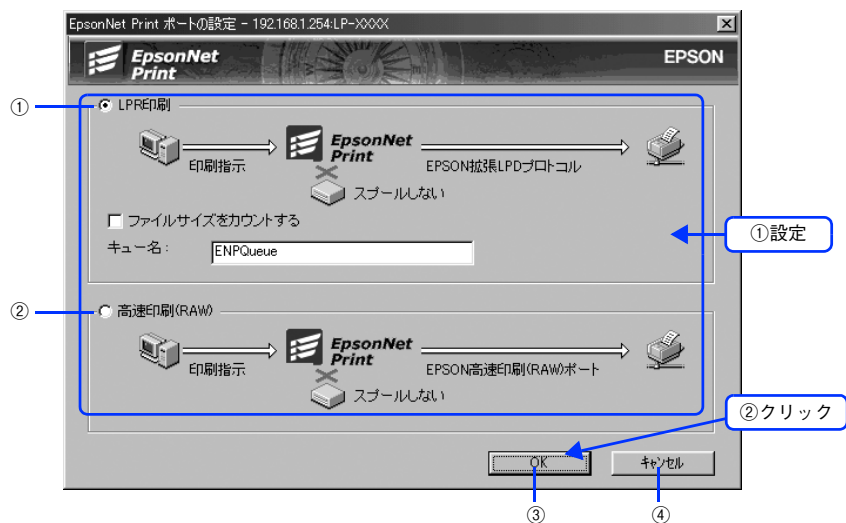 EpsonNet Print ポートの設定 - 192.168.1.254:LP-XXXX
EpsonNet
Print
EPSON
①
LPR印刷
印刷指示
EpsonNet
Print
EPSON拡張LPDプロトコル
スプールしない
ファイルサイズをカウントする
キュー名:
ENPQueue
①設定
②
高速印刷(RAW)
印刷指示
EpsonNet
Print
EPSON高速印刷(RAW)ポート
スプールしない
②クリック
OK
キャンセル
③
④